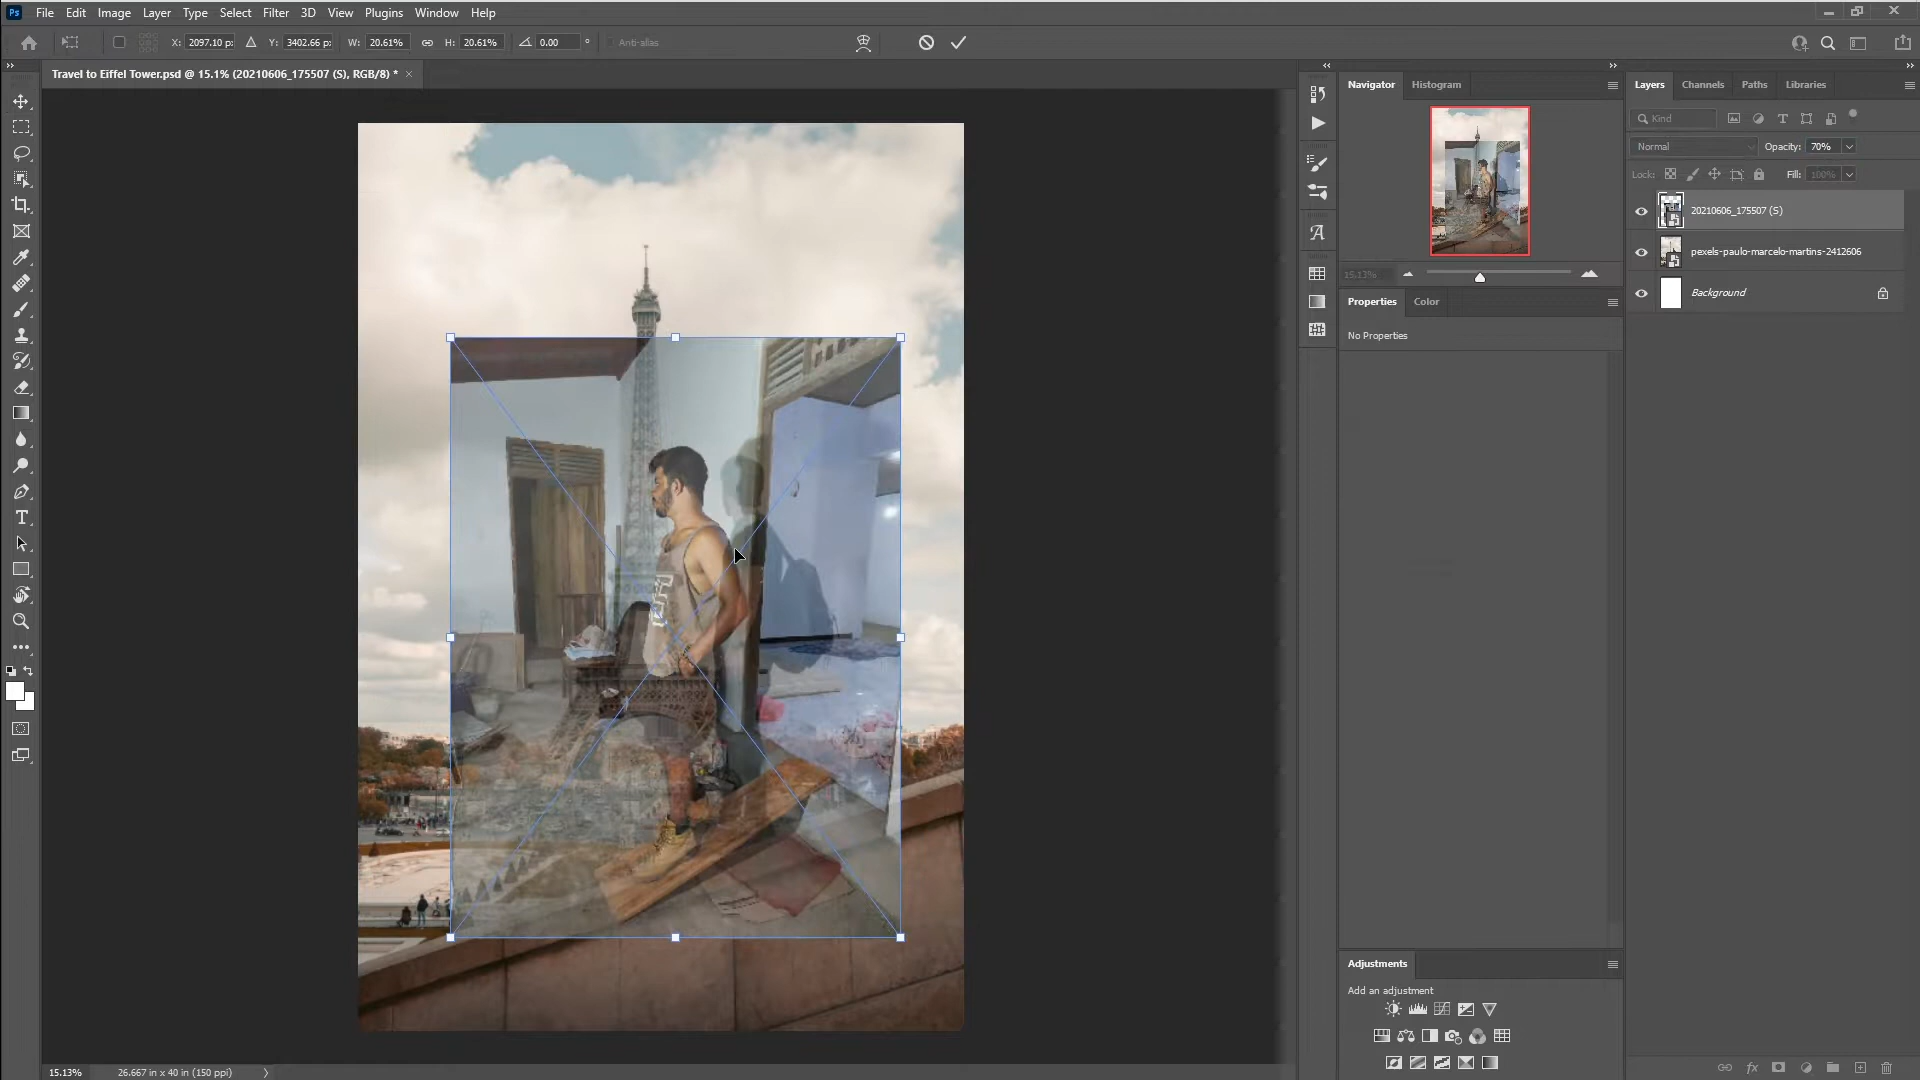 Ps File Edit Image Layer Type Select Filter 3D View Plugins Window Help
X: 2097.10 p: Y: 3402.66 p: W: 20.61% H: 20.61% 0.00 ° Anti-alias
Travel to Eiffel Tower.psd @ 15.1% (20210606_175507 (S), RGB/8) * ×
Navigator Histogram
15.13%
Properties Color
No Properties
Adjustments
Add an adjustment
Layers Channels Paths Libraries
Kind
Normal Opacity: 70%
Lock: Fill: 100%
20210606_175507 (S)
pexels-paulo-marcelo-martins-2412606
Background
fx
15.13% 26.667 in x 40 in (150 ppi)